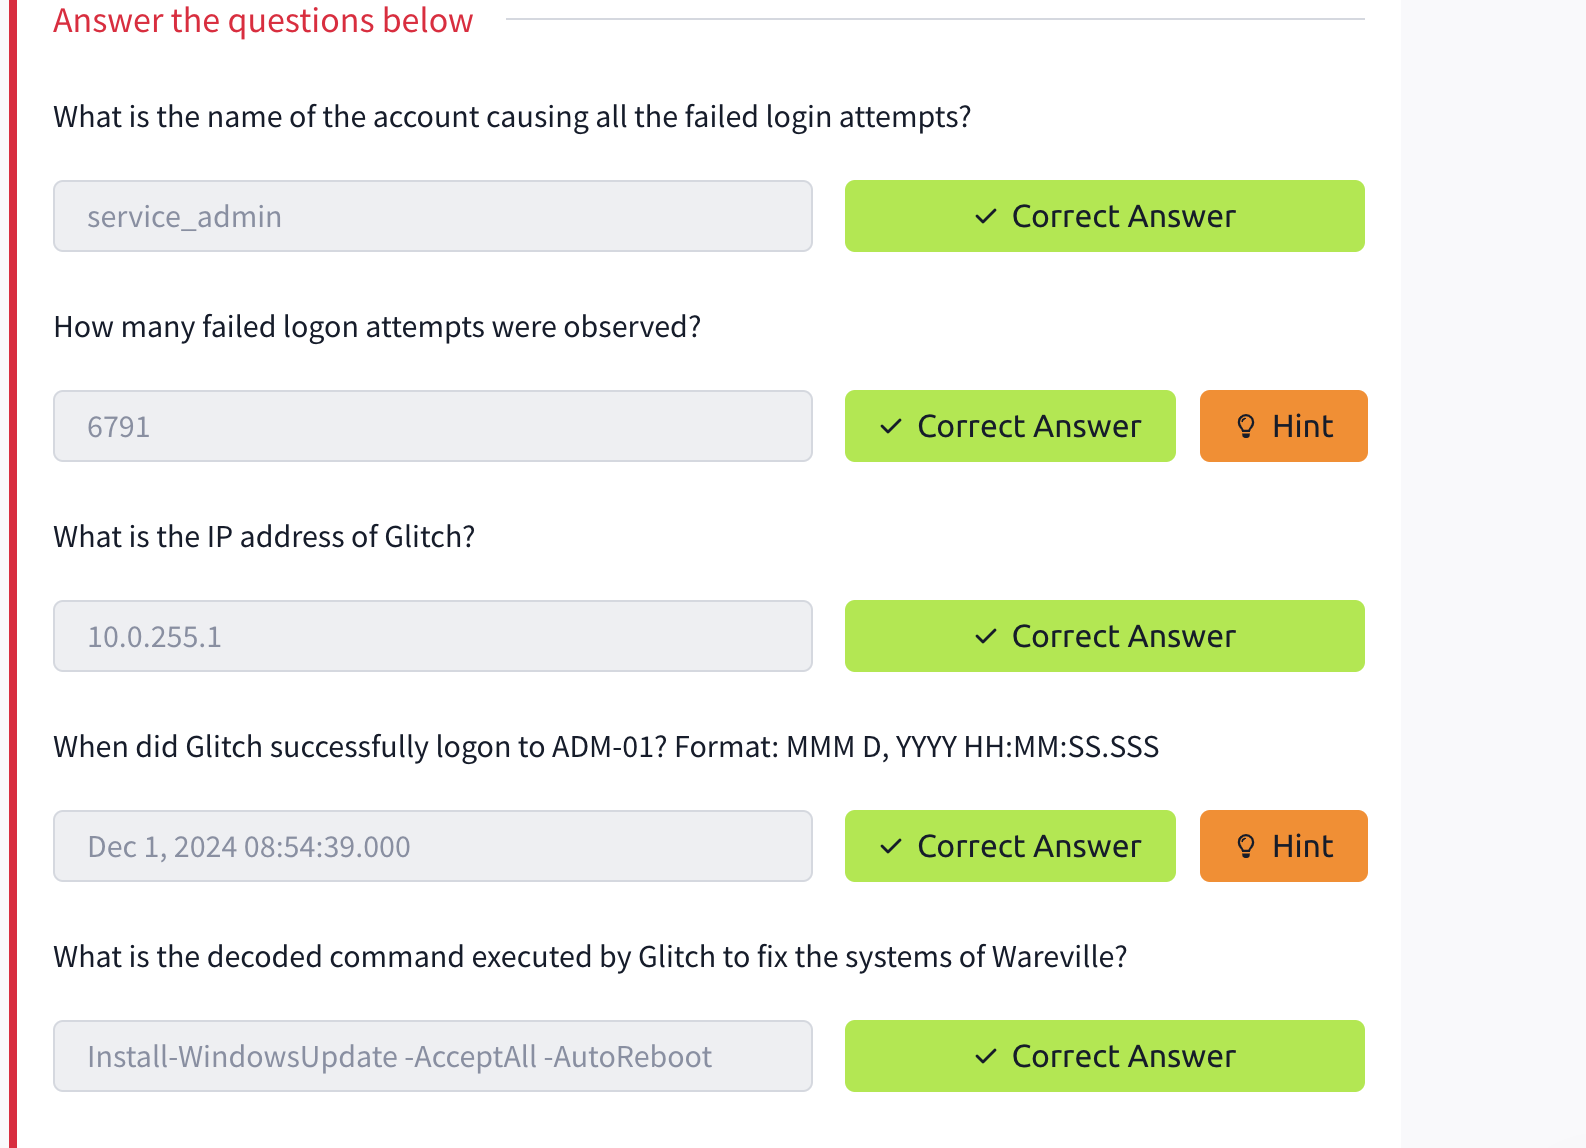 Answer the questions below
What is the name of the account causing all the failed login attempts?
service_admin
Correct Answer
How many failed logon attempts were observed?
6791
Correct Answer
Hint
What is the IP address of Glitch?
10.0.255.1
Correct Answer
When did Glitch successfully logon to ADM-01? Format: MMM D, YYYY HH:MM:SS.SSS
Dec 1, 2024 08:54:39.000
Correct Answer
Hint
What is the decoded command executed by Glitch to fix the systems of Wareville?
Install-WindowsUpdate -AcceptAll -AutoReboot
Correct Answer